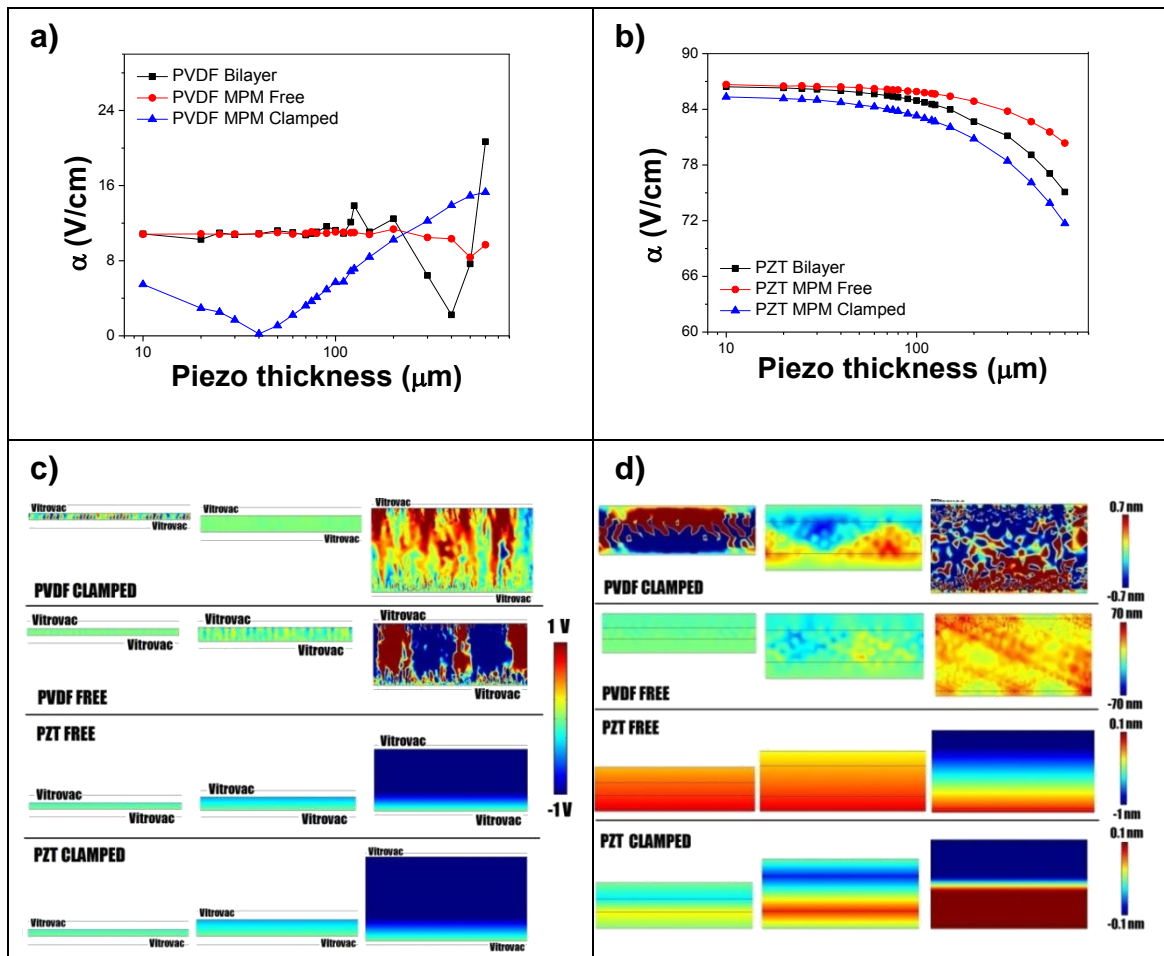 a)
PVDF Bilayer
PVDF MPM Free
PVDF MPM Clamped
24
16
8
0
α (V/cm)
10
100
Piezo thickness (μm)
b)
90
84
78
72
66
60
α (V/cm)
PZT Bilayer
PZT MPM Free
PZT MPM Clamped
10
100
Piezo thickness (μm)
c)
Vitrovac
Vitrovac
Vitrovac
Vitrovac
Vitrovac
Vitrovac
PVDF CLAMPED
Vitrovac
Vitrovac
Vitrovac
Vitrovac
Vitrovac
Vitrovac
PVDF FREE
1 V
-1 V
PZT FREE
Vitrovac
Vitrovac
Vitrovac
Vitrovac
Vitrovac
Vitrovac
PZT CLAMPED
Vitrovac
Vitrovac
Vitrovac
Vitrovac
Vitrovac
Vitrovac
d)
0.7 nm
-0.7 nm
PVDF CLAMPED
70 nm
-70 nm
PVDF FREE
PZT FREE
0.1 nm
-1 nm
PZT CLAMPED
0.1 nm
-0.1 nm